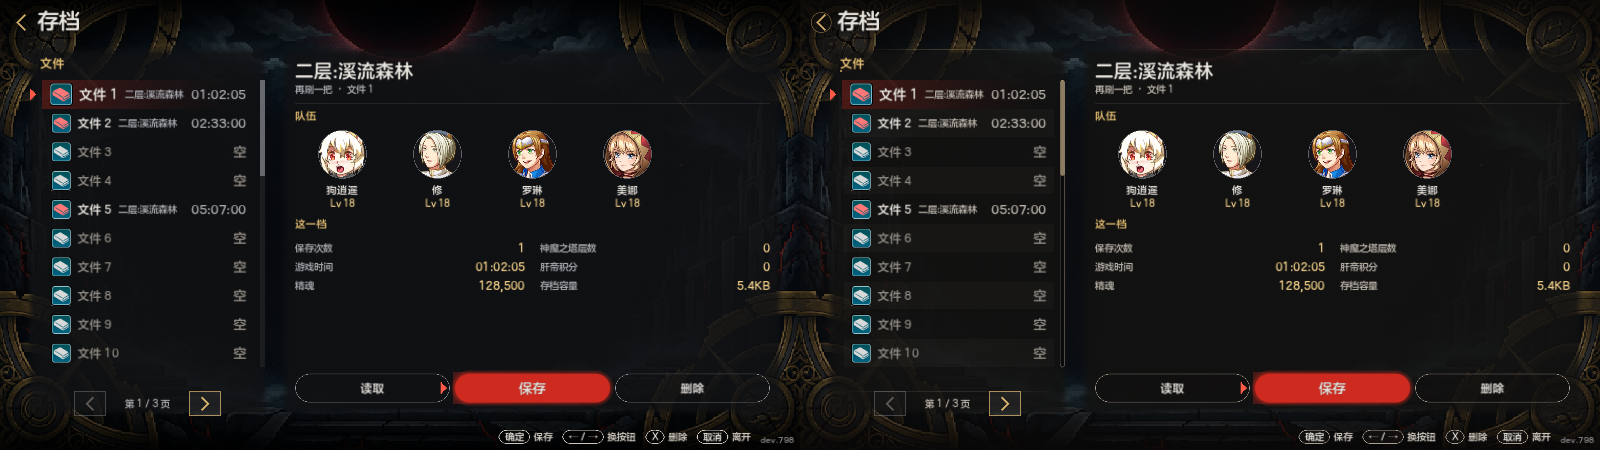 存档
文件
文件 1 二层:溪流森林 01:02:05
文件 2 二层:溪流森林 02:33:00
文件 3 空
文件 4 空
文件 5 二层:溪流森林 05:07:00
文件 6 空
文件 7 空
文件 8 空
文件 9 空
文件 10 空
第 1 / 3 页
二层:溪流森林
再刷一把 · 文件 1
队伍
狗逍遥 修 罗琳 美娜
Lv 18 Lv 18 Lv 18 Lv 18
这一档
保存次数 1 神魔之塔层数 0
游戏时间 01:02:05 肝帝积分 0
精魂 128,500 存档容量 5.4KB
读取 保存 删除
确定 保存 ←/→ 换按钮 X 删除 取消 离开 dev.798
存档
文件
文件 1 二层:溪流森林 01:02:05
文件 2 二层:溪流森林 02:33:00
文件 3 空
文件 4 空
文件 5 二层:溪流森林 05:07:00
文件 6 空
文件 7 空
文件 8 空
文件 9 空
文件 10 空
第 1 / 3 页
二层:溪流森林
再刷一把 · 文件 1
队伍
狗逍遥 修 罗琳 美娜
Lv 18 Lv 18 Lv 18 Lv 18
这一档
保存次数 1 神魔之塔层数 0
游戏时间 01:02:05 肝帝积分 0
精魂 128,500 存档容量 5.4KB
读取 保存 删除
确定 保存 ←/→ 换按钮 X 删除 取消 离开 dev.798